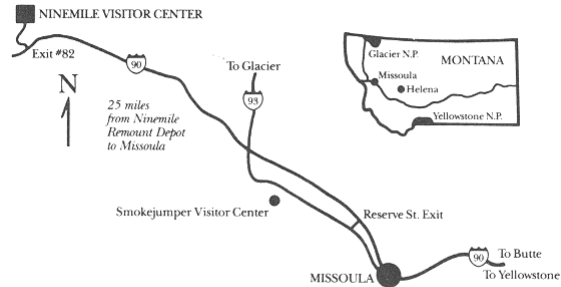 NINEMILE VISITOR CENTER
Exit #82
90
To Glacier
93
N
25 miles
from Ninemile
Remount Depot
to Missoula
Glacier N.P.
MONTANA
Missoula
Helena
Yellowstone N.P.
Smokejumper Visitor Center
Reserve St. Exit
MISSOULA
90
To Butte
To Yellowstone